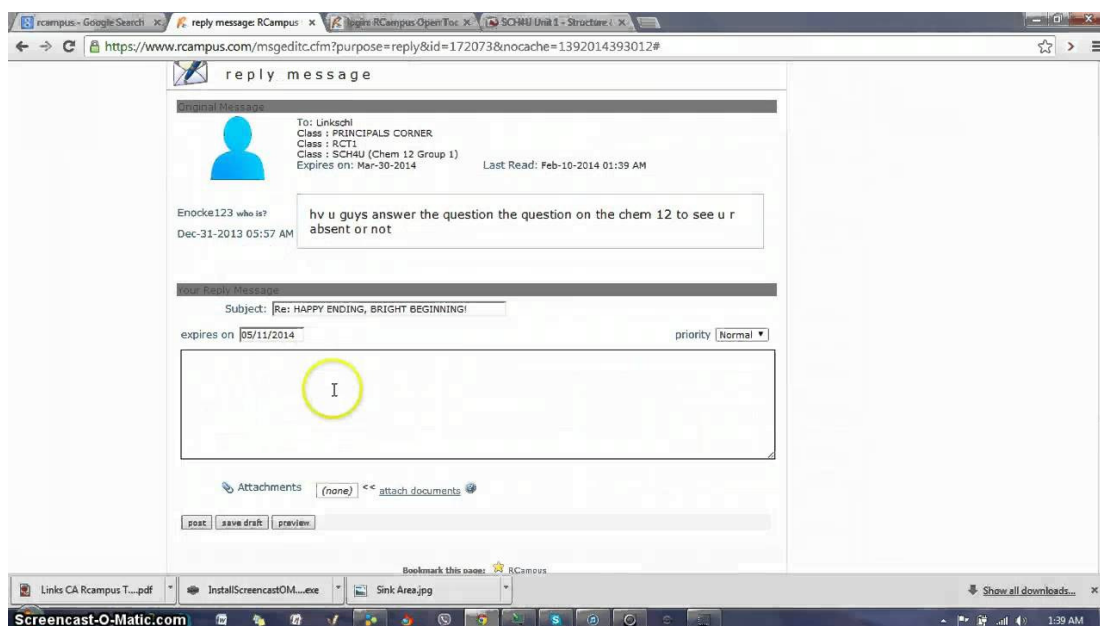 rcampus - Google Search
reply message: RCampus
login: RCampus Open Toc
SCH4U Unit 1 - Structure
https://www.rcampus.com/msgeditc.cfm?purpose=reply&id=172073&nocache=1392014393012#
reply message
Original Message
To: Linkschl
Class : PRINCIPALS CORNER
Class : RCT1
Class : SCH4U (Chem 12 Group 1)
Expires on: Mar-30-2014 Last Read: Feb-10-2014 01:39 AM
Enocke123 who is?
Dec-31-2013 05:57 AM
hv u guys answer the question the question on the chem 12 to see u r
absent or not
Your Reply Message
Subject: Re: HAPPY ENDING, BRIGHT BEGINNING!
expires on 05/11/2014 priority Normal
Attachments (none) << attach documents
post save draft preview
Bookmark this page: RCampus
Links CA Rcampus T....pdf InstallScreencastOM....exe Sink Area.jpg Show all downloads...
Screencast-O-Matic.com 1:39 AM